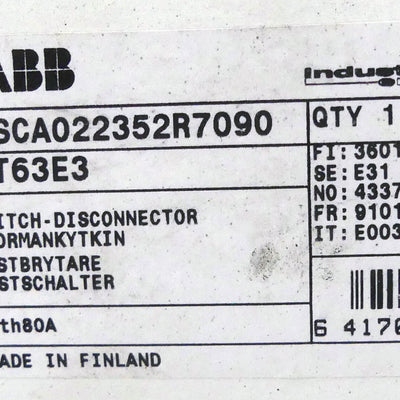 ABB
Indust
SCA022352R7090
QTY 1
T63E3
FI: 3601
SE: E31
NO: 4337
FR: 9101
IT: E003
ITCH-DISCONNECTOR
ORMANKYTKIN
STBRYTARE
STSCHALTER
th80A
6 4170
ADE IN FINLAND